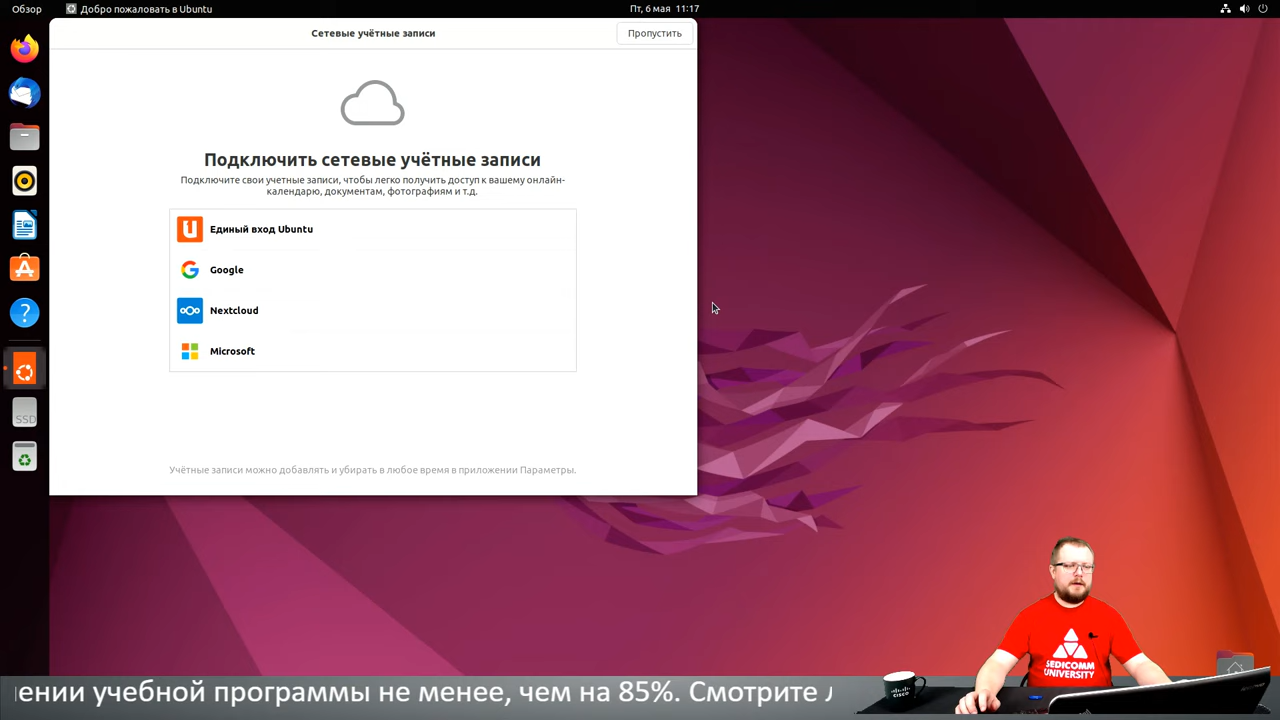 Обзор
Добро пожаловать в Ubuntu
Пт, 6 мая 11:17
Сетевые учётные записи
Пропустить
Подключить сетевые учётные записи
Подключите свои учетные записи, чтобы легко получить доступ к вашему онлайн-
календарю, документам, фотографиям и т.д.
Единый вход Ubuntu
Google
Nextcloud
Microsoft
Учётные записи можно добавлять и убирать в любое время в приложении Параметры.
SSD
SEDICOMM
UNIVERSITY
CISCO
ении учебной программы не менее, чем на 85%. Смотрите